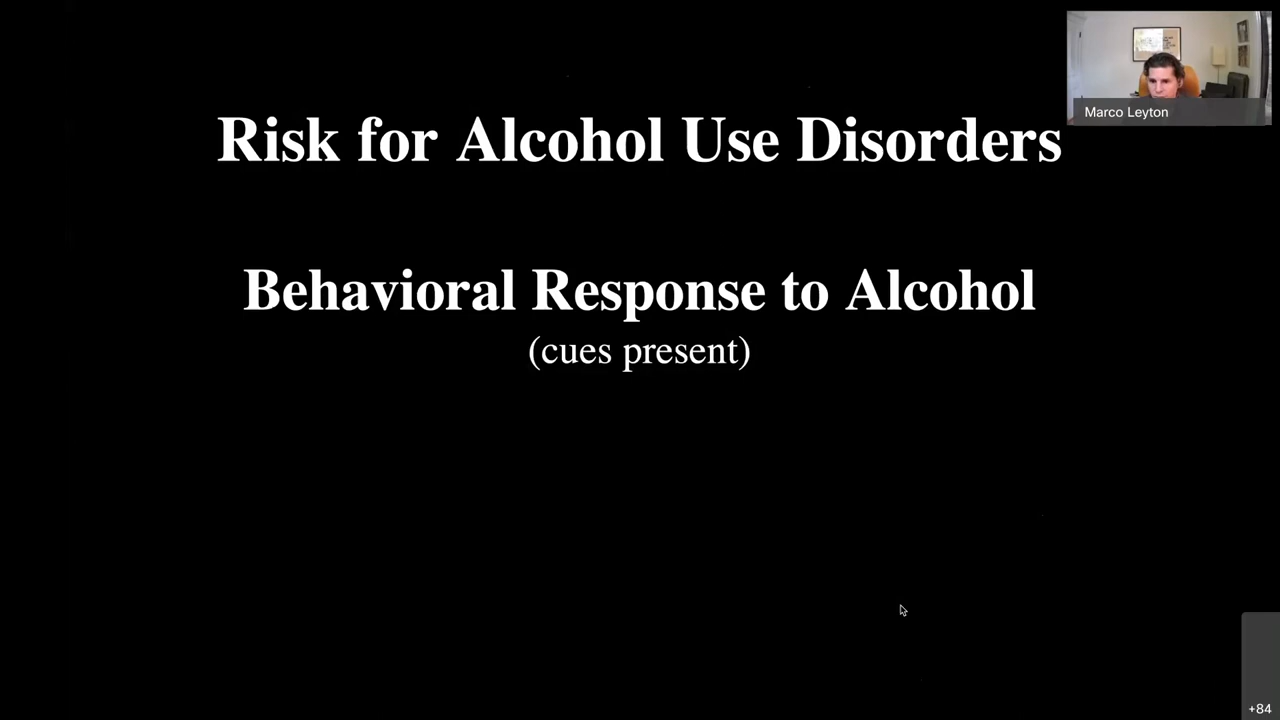 Risk for Alcohol Use Disorders
Marco Leyton
Behavioral Response to Alcohol
(cues present)
+84